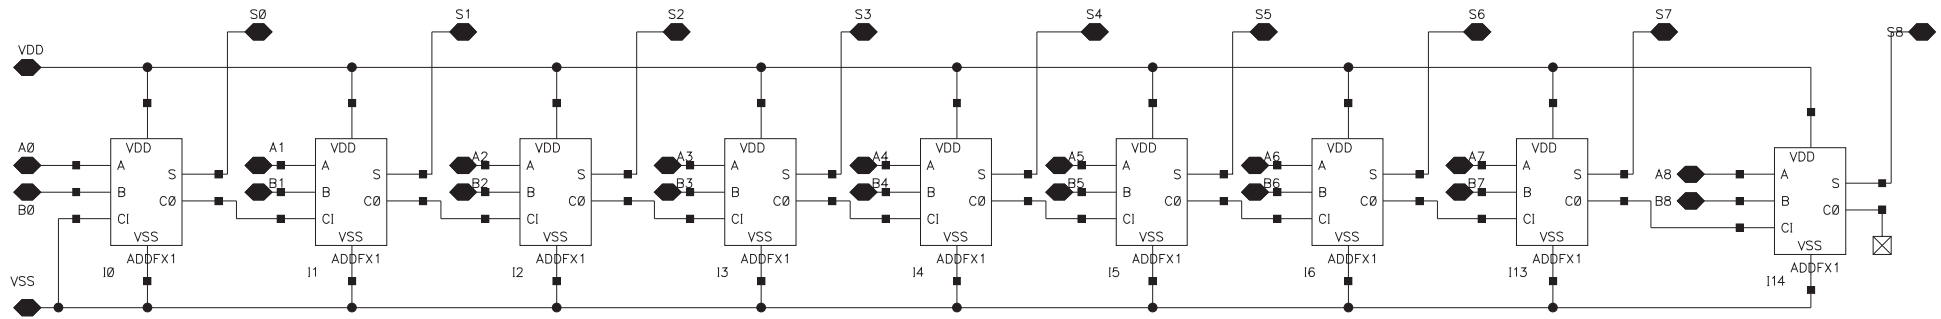 S0 S1 S2 S3 S4 S5 S6 S7 S8
VDD
A0 A1 A2 A3 A4 A5 A6 A7 A8
B0 B1 B2 B3 B4 B5 B6 B7 B8
VDD VDD VDD VDD VDD VDD VDD VDD VDD
A A A A A A A A A
S S S S S S S S S
B B B B B B B B B
C0 C0 C0 C0 C0 C0 C0 C0 C0
CI CI CI CI CI CI CI CI CI
VSS VSS VSS VSS VSS VSS VSS VSS VSS
ADDFX1 ADDFX1 ADDFX1 ADDFX1 ADDFX1 ADDFX1 ADDFX1 ADDFX1 ADDFX1
I0 I1 I2 I3 I4 I5 I6 I13 I14
VSS